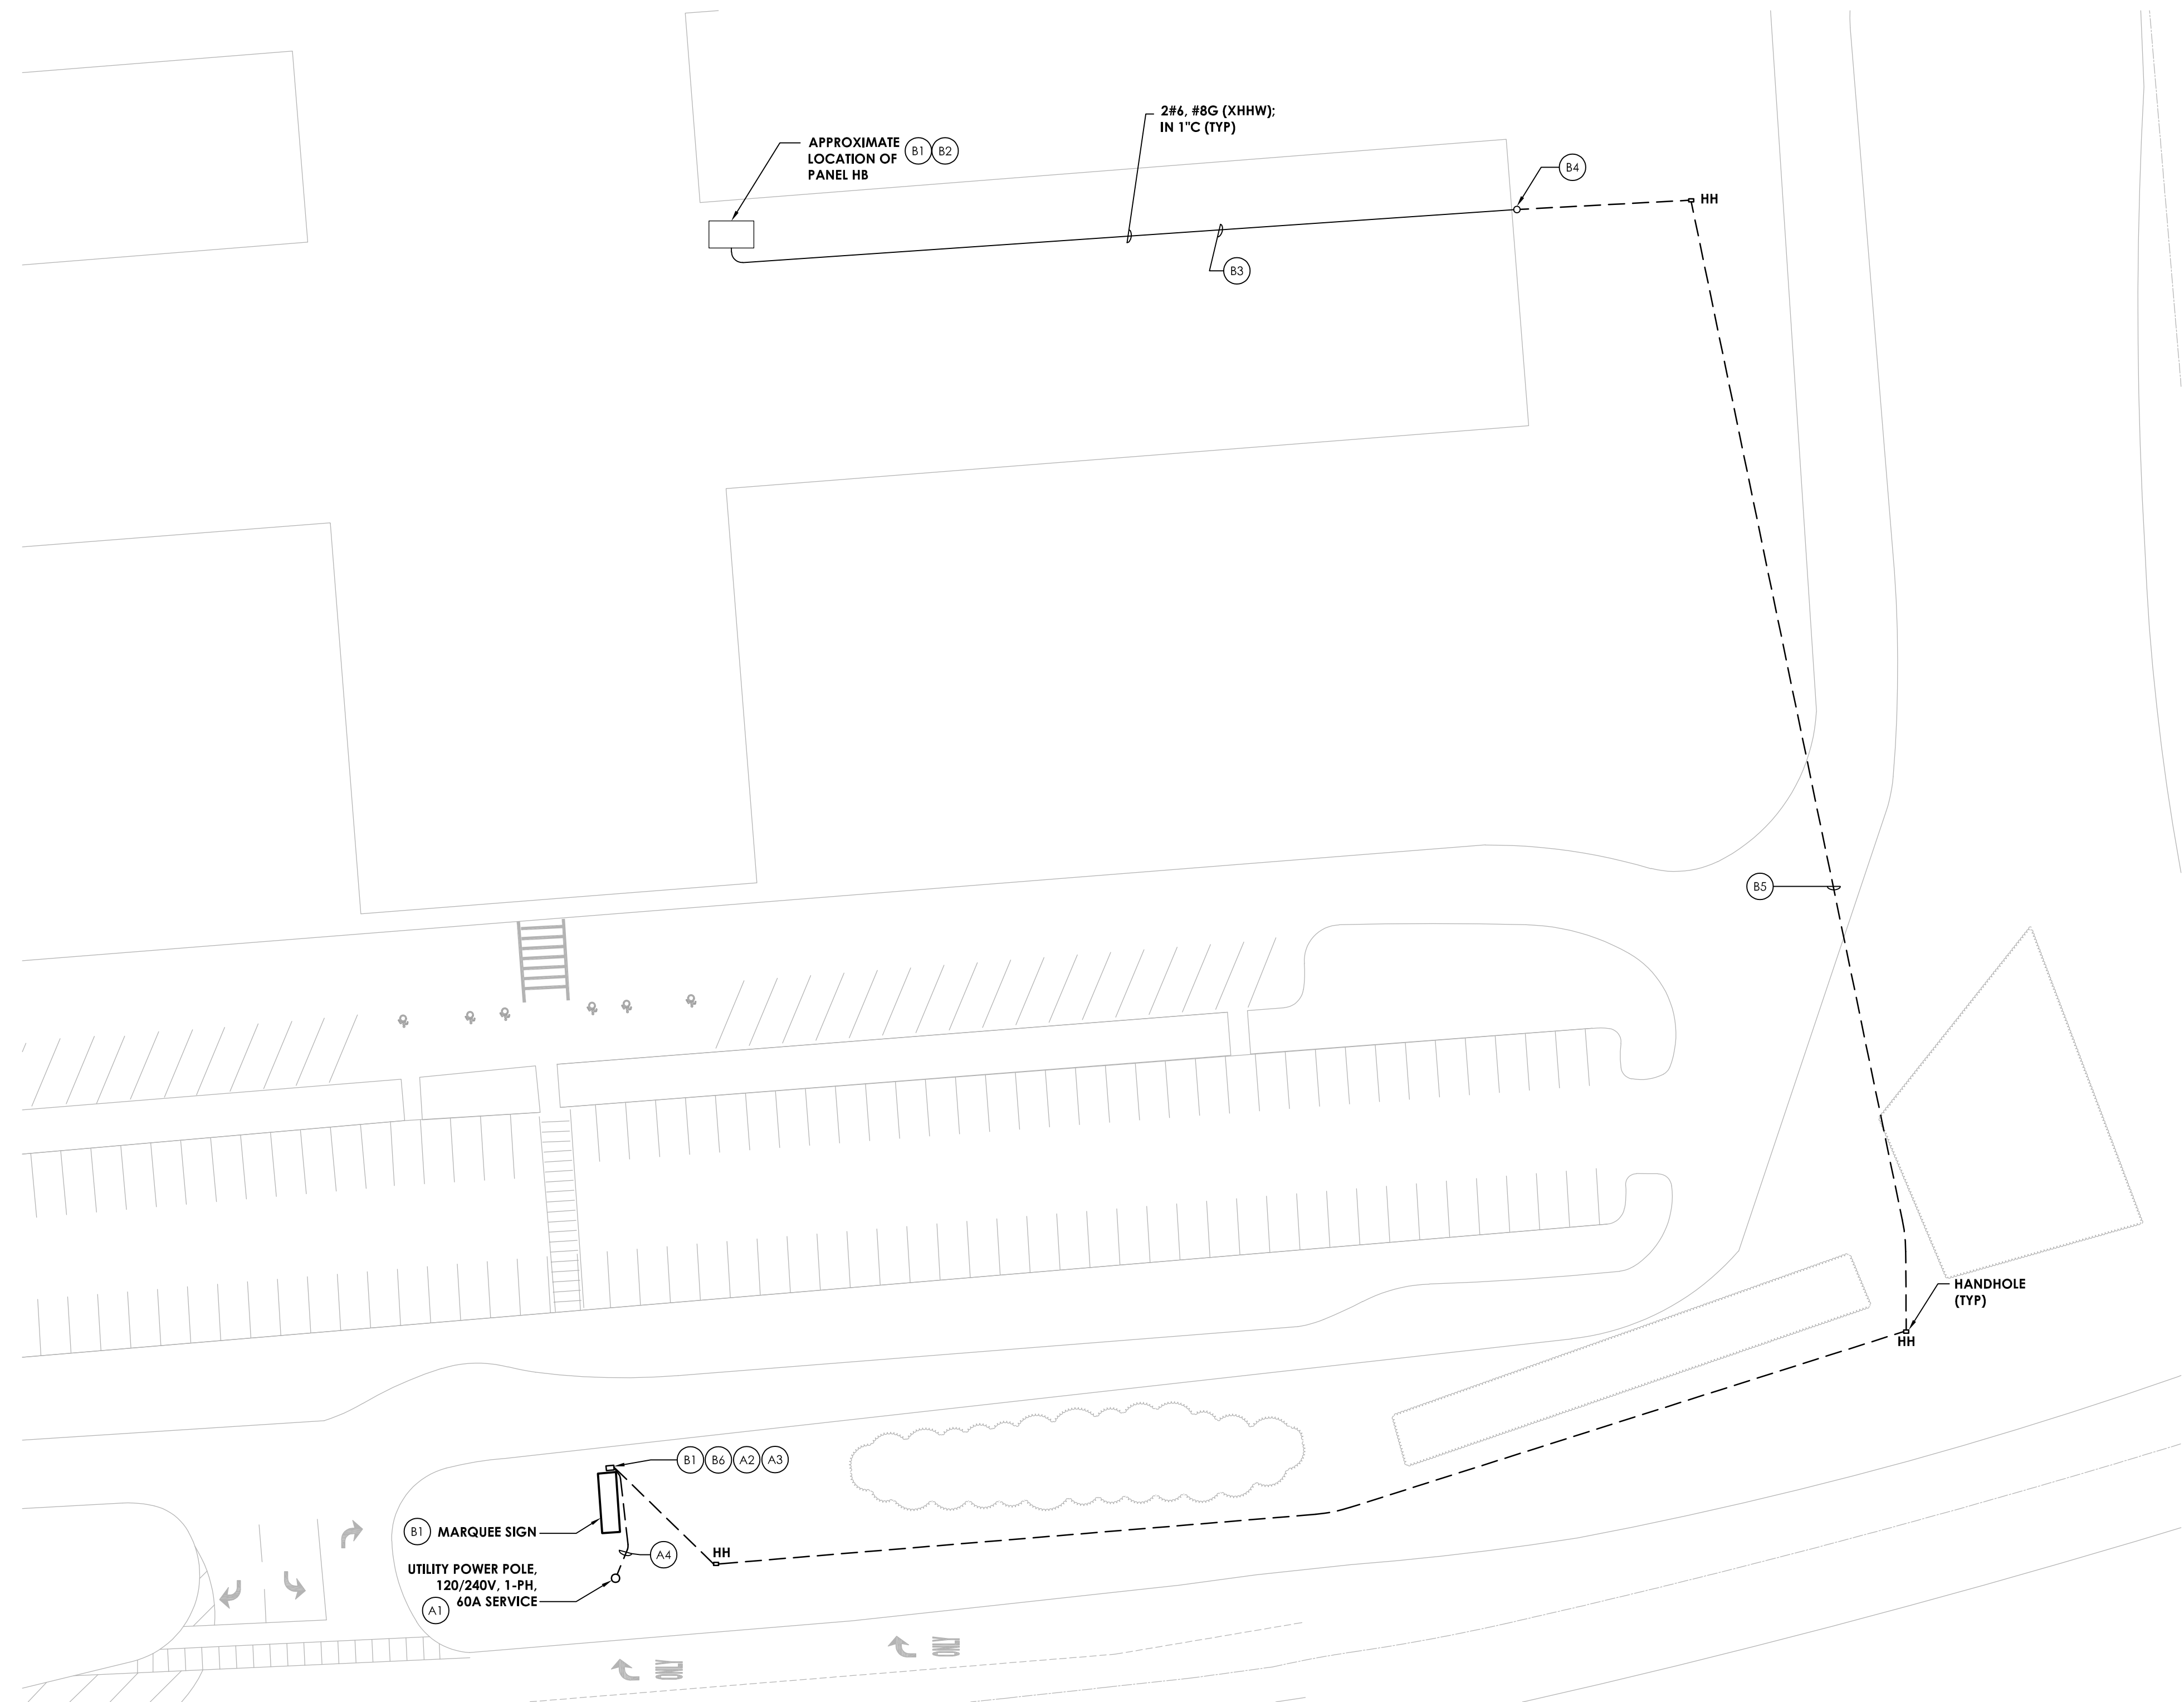 2#6, #8G (XHHW);
IN 1"C (TYP)
APPROXIMATE
LOCATION OF
PANEL HB
B1 B2
B4
HH
B3
B5
HANDHOLE
(TYP)
HH
B1 B6 A2 A3
B1 MARQUEE SIGN
A4
HH
UTILITY POWER POLE,
120/240V, 1-PH,
60A SERVICE
A1